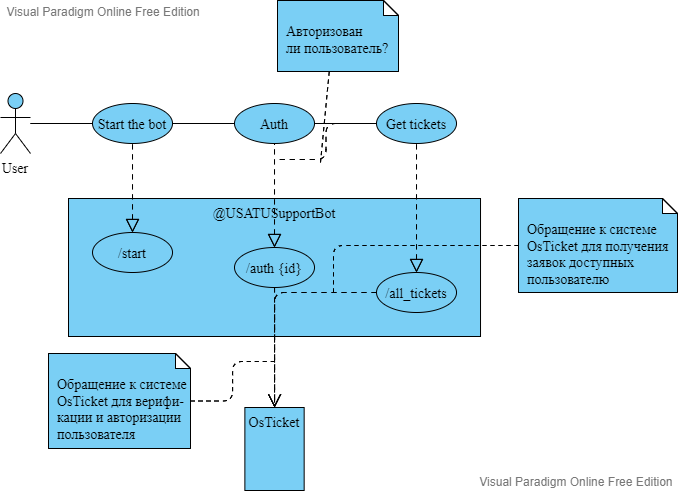 Visual Paradigm Online Free Edition
Авторизован
ли пользователь?
Start the bot
Auth
Get tickets
User
@USATUSupportBot
/start
/auth {id}
/all_tickets
Обращение к системе
OsTicket для получения
заявок доступных
пользователю
Обращение к системе
OsTicket для верифи-
кации и авторизации
пользователя
OsTicket
Visual Paradigm Online Free Edition